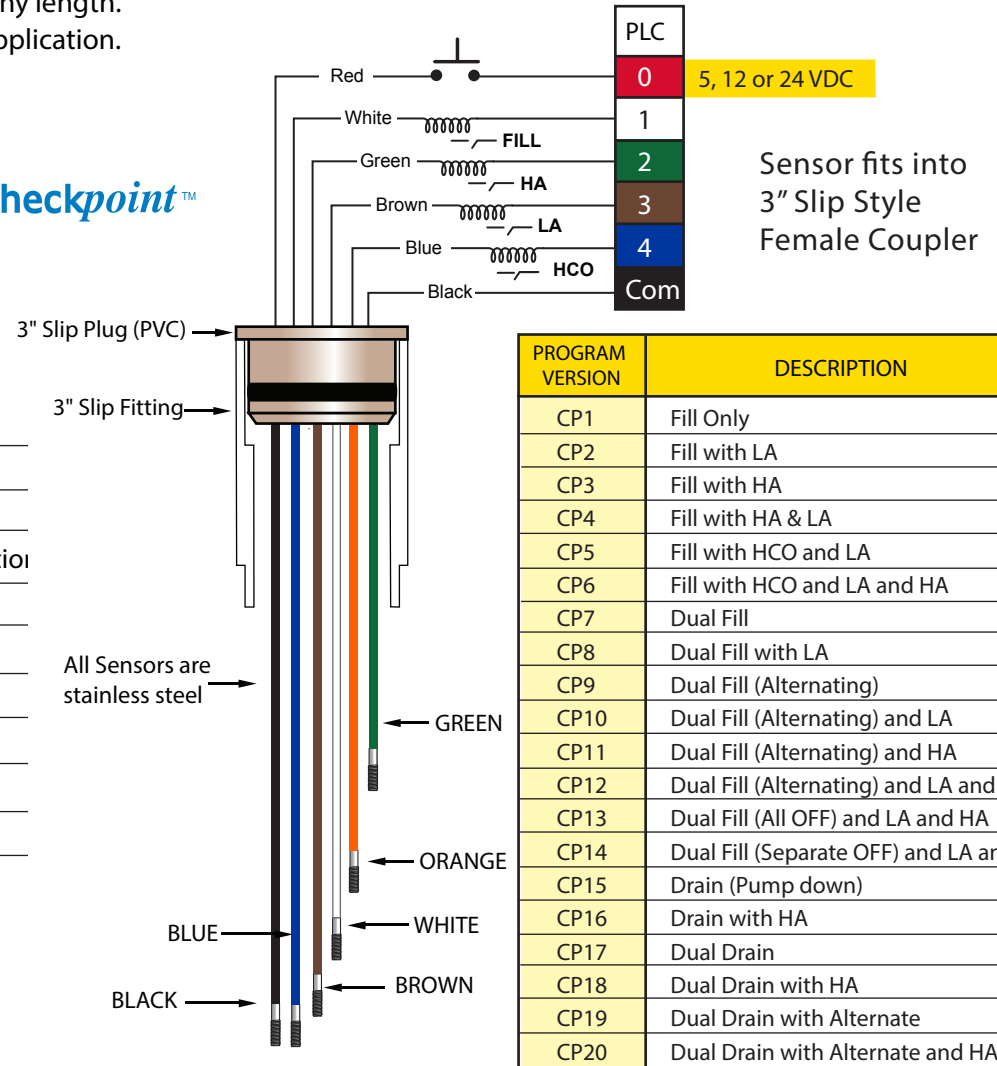 ny length.
pplication.
heckpoint™
PLC
0
5, 12 or 24 VDC
1
2
3
4
Com
Red
White
FILL
Green
HA
Brown
LA
Blue
HCO
Black
Sensor fits into
3" Slip Style
Female Coupler
3" Slip Plug (PVC)
3" Slip Fitting
tion
All Sensors are
stainless steel
GREEN
ORANGE
WHITE
BLUE
BROWN
BLACK
PROGRAM VERSION DESCRIPTION
CP1 Fill Only
CP2 Fill with LA
CP3 Fill with HA
CP4 Fill with HA & LA
CP5 Fill with HCO and LA
CP6 Fill with HCO and LA and HA
CP7 Dual Fill
CP8 Dual Fill with LA
CP9 Dual Fill (Alternating)
CP10 Dual Fill (Alternating) and LA
CP11 Dual Fill (Alternating) and HA
CP12 Dual Fill (Alternating) and LA and
CP13 Dual Fill (All OFF) and LA and HA
CP14 Dual Fill (Separate OFF) and LA an
CP15 Drain (Pump down)
CP16 Drain with HA
CP17 Dual Drain
CP18 Dual Drain with HA
CP19 Dual Drain with Alternate
CP20 Dual Drain with Alternate and HA